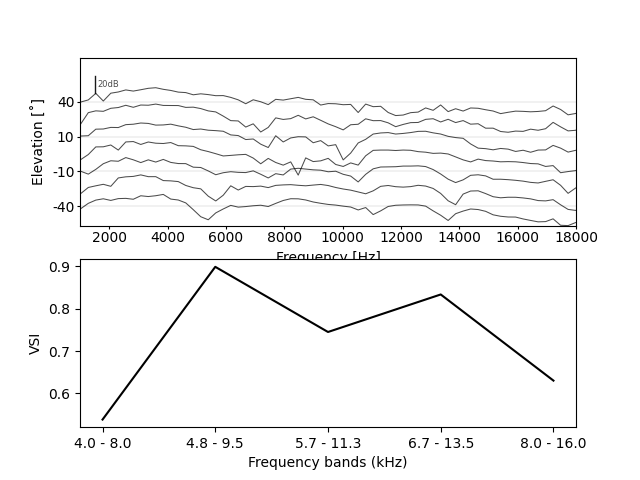 20dB
40
10
-10
-40
Elevation [˚]
2000 4000 6000 8000 10000 12000 14000 16000 18000
Frequency [Hz]
0.9
0.8
0.7
0.6
VSI
4.0 - 8.0 4.8 - 9.5 5.7 - 11.3 6.7 - 13.5 8.0 - 16.0
Frequency bands (kHz)